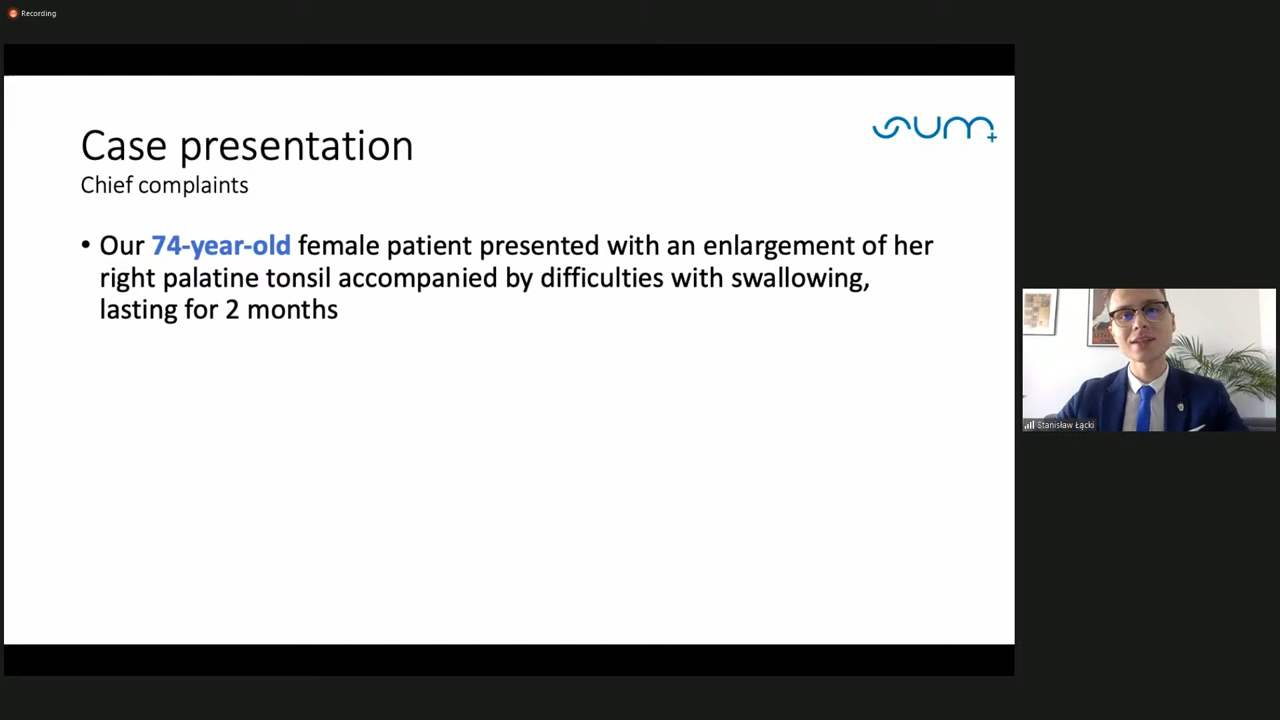 Recording
Case presentation
Chief complaints
• Our 74-year-old female patient presented with an enlargement of her
right palatine tonsil accompanied by difficulties with swallowing,
lasting for 2 months
sum
Stanisław Łącki